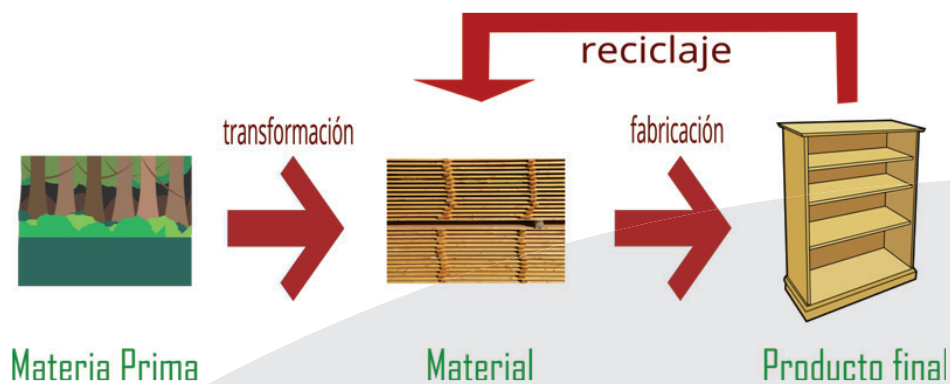 reciclaje
transformación
fabricación
Materia Prima
Material
Producto final